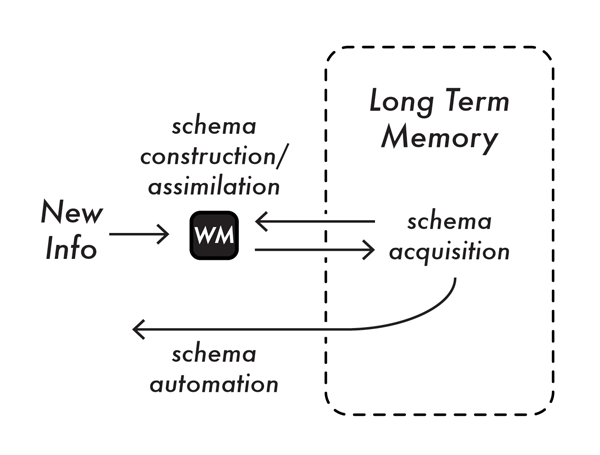 Long Term
Memory
schema
construction/
assimilation
New
Info
WM
schema
acquisition
schema
automation